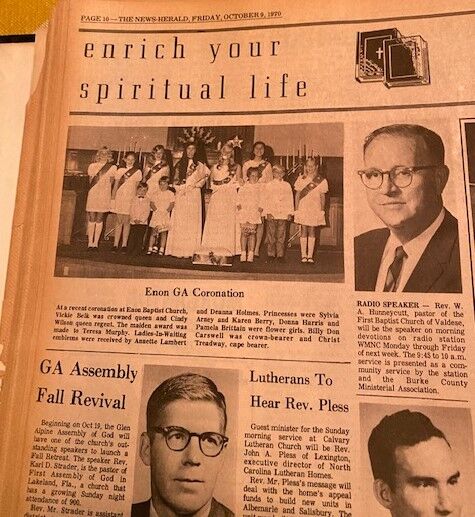 PAGE 10 — THE NEWS-HERALD, FRIDAY, OCTOBER 9, 1970
enrich your
spiritual life
Enon GA Coronation
At a recent coronation at Enon Baptist Church,
Vickie Belk was crowned queen and Cindy
Wilson queen regent. The maiden award was
made to Teresa Murphy. Ladies-In-Waiting
emblems were received by Annette Lambert
and Deanna Holmes. Princesses were Sylvia
Arney and Karen Berry, Donna Harris and
Pamela Brittain were flower girls. Billy Don
Carswell was crown-bearer and Christ
Treadway, cape bearer.
RADIO SPEAKER — Rev. W.
A. Hunneycutt, pastor of the
First Baptist Church of Valdese,
will be the speaker on morning
devotions on radio station
WMNC Monday through Friday
of next week. The 9:45 to 10 a.m.
service is presented as a com-
munity service by the station
and the Burke County
Ministerial Association.
GA Assembly
Fall Revival
Beginning on Oct 19, the Glen
Alpine Assembly of God will
have one of the church's out-
standing speakers to launch a
Fall Retreat. The speaker Rev.
Karl D. Strader, is the pastor of
First Assembly of God in
Lakeland, Fla., a church that
has a growing Sunday night
attendance of 900.
Rev. Mr. Strader is assistant
Lutherans To
Hear Rev. Pless
Guest minister for the Sunday
morning service at Calvary
Lutheran Church will be Rev.
John A. Pless of Lexington,
executive director of North
Carolina Lutheran Homes.
Rev. Mr. Pless's message will
deal with the home's appeal
funds to build new units in
Albemarle and Salisbury. The